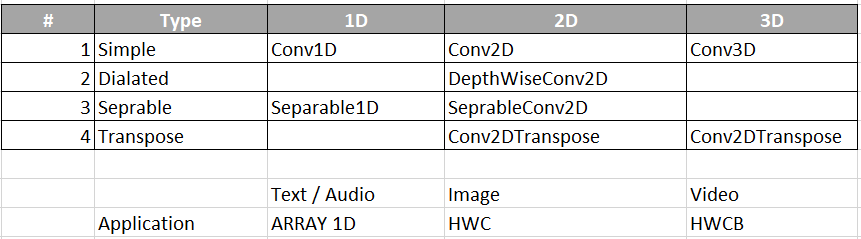 # Type 1D 2D 3D
1 Simple Conv1D Conv2D Conv3D
2 Dialated DepthWiseConv2D
3 Seprable Separable1D SeprableConv2D
4 Transpose Conv2DTranspose Conv2DTranspose
Text / Audio Image Video
Application ARRAY 1D HWC HWCB